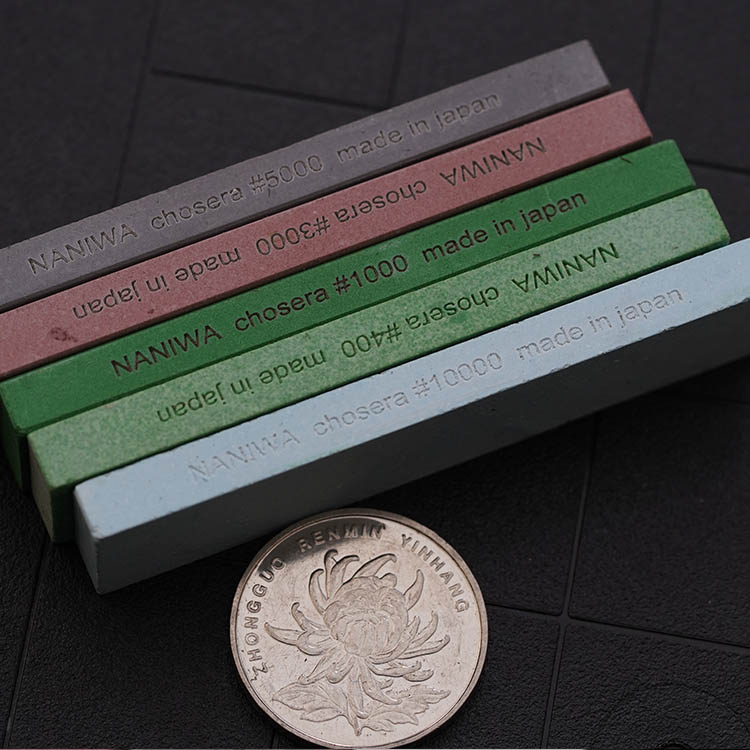 NANIWA chosera #5000 made in japan
NANIWA chosera #3000 made in japan
NANIWA chosera #1000 made in japan
NANIWA chosera #400 made in japan
NANIWA chosera #10000 made in japan
ZHONGGUO RENMIN YINHANG